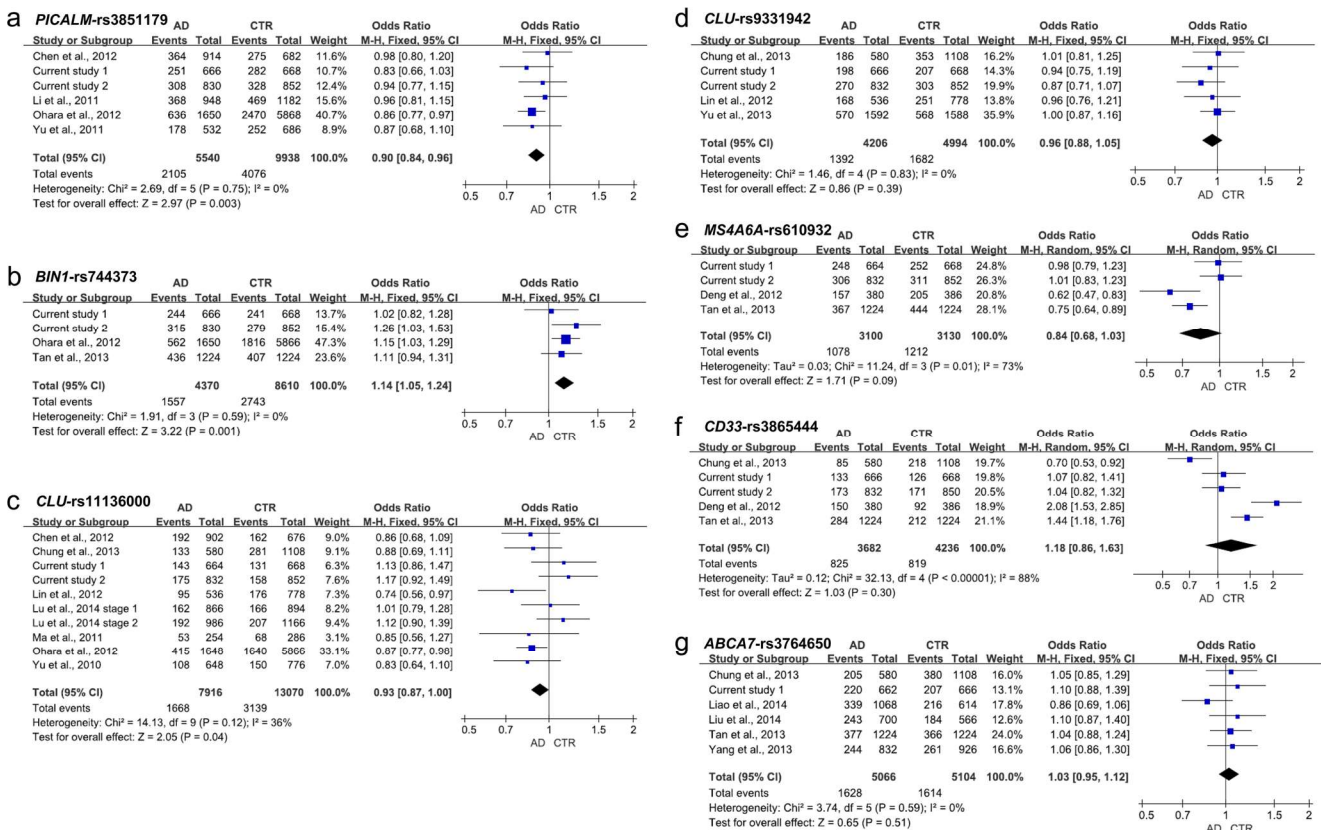 a PICALM-rs3851179
AD CTR Odds Ratio Odds Ratio
Study or Subgroup Events Total Events Total Weight M-H, Fixed, 95% CI M-H, Fixed, 95% CI
Chen et al., 2012 364 914 275 682 11.6% 0.98 [0.80, 1.20]
Current study 1 251 666 282 668 10.7% 0.83 [0.66, 1.03]
Current study 2 308 830 328 852 12.4% 0.94 [0.77, 1.15]
Li et al., 2011 368 948 469 1182 15.6% 0.96 [0.81, 1.15]
Ohara et al., 2012 636 1650 2470 5868 40.7% 0.86 [0.77, 0.97]
Yu et al., 2011 178 532 252 686 8.9% 0.87 [0.68, 1.10]
Total (95% CI) 5540 9938 100.0% 0.90 [0.84, 0.96]
Total events 2105 4076
Heterogeneity: Chi² = 2.69, df = 5 (P = 0.75); I² = 0%
Test for overall effect: Z = 2.97 (P = 0.003)
0.5 0.7 1 1.5 2
AD CTR
b BIN1-rs744373
AD CTR Odds Ratio Odds Ratio
Study or Subgroup Events Total Events Total Weight M-H, Fixed, 95% CI M-H, Fixed, 95% CI
Current study 1 244 666 241 668 13.7% 1.02 [0.82, 1.28]
Current study 2 315 830 279 852 15.4% 1.26 [1.03, 1.53]
Ohara et al., 2012 562 1650 1816 5866 47.3% 1.15 [1.03, 1.29]
Tan et al., 2013 436 1224 407 1224 23.6% 1.11 [0.94, 1.31]
Total (95% CI) 4370 8610 100.0% 1.14 [1.05, 1.24]
Total events 1557 2743
Heterogeneity: Chi² = 1.91, df = 3 (P = 0.59); I² = 0%
Test for overall effect: Z = 3.22 (P = 0.001)
0.5 0.7 1 1.5 2
AD CTR
c CLU-rs11136000
AD CTR Odds Ratio Odds Ratio
Study or Subgroup Events Total Events Total Weight M-H, Fixed, 95% CI M-H, Fixed, 95% CI
Chen et al., 2012 192 902 162 676 9.0% 0.86 [0.68, 1.09]
Chung et al., 2013 133 580 281 1108 9.1% 0.88 [0.69, 1.11]
Current study 1 143 664 131 668 6.3% 1.13 [0.86, 1.47]
Current study 2 175 832 158 852 7.6% 1.17 [0.92, 1.49]
Lin et al., 2012 95 536 176 778 7.3% 0.74 [0.56, 0.97]
Lu et al., 2014 stage 1 162 866 166 894 8.2% 1.01 [0.79, 1.28]
Lu et al., 2014 stage 2 192 986 207 1166 9.4% 1.12 [0.90, 1.39]
Ma et al., 2011 53 254 68 286 3.1% 0.85 [0.56, 1.27]
Ohara et al., 2012 415 1648 1640 5866 33.1% 0.87 [0.77, 0.98]
Yu et al., 2010 108 648 150 776 7.0% 0.83 [0.64, 1.10]
Total (95% CI) 7916 13070 100.0% 0.93 [0.87, 1.00]
Total events 1668 3139
Heterogeneity: Chi² = 14.13, df = 9 (P = 0.12); I² = 36%
Test for overall effect: Z = 2.05 (P = 0.04)
0.5 0.7 1 1.5 2
AD CTR
d CLU-rs9331942
AD CTR Odds Ratio Odds Ratio
Study or Subgroup Events Total Events Total Weight M-H, Fixed, 95% CI M-H, Fixed, 95% CI
Chung et al., 2013 186 580 353 1108 16.2% 1.01 [0.81, 1.25]
Current study 1 198 666 207 668 14.3% 0.94 [0.75, 1.19]
Current study 2 270 832 303 852 19.9% 0.87 [0.71, 1.07]
Lin et al., 2012 168 536 251 778 13.8% 0.96 [0.76, 1.21]
Yu et al., 2013 570 1592 568 1588 35.9% 1.00 [0.87, 1.16]
Total (95% CI) 4206 4994 100.0% 0.96 [0.88, 1.05]
Total events 1392 1682
Heterogeneity: Chi² = 1.46, df = 4 (P = 0.83); I² = 0%
Test for overall effect: Z = 0.86 (P = 0.39)
0.5 0.7 1 1.5 2
AD CTR
e MS4A6A-rs610932
AD CTR Odds Ratio Odds Ratio
Study or Subgroup Events Total Events Total Weight M-H, Random, 95% CI M-H, Random, 95% CI
Current study 1 248 664 252 668 24.8% 0.98 [0.79, 1.23]
Current study 2 306 832 311 852 26.3% 1.01 [0.83, 1.23]
Deng et al., 2012 157 380 205 386 20.8% 0.62 [0.47, 0.83]
Tan et al., 2013 367 1224 444 1224 28.1% 0.75 [0.64, 0.89]
Total (95% CI) 3100 3130 100.0% 0.84 [0.68, 1.03]
Total events 1078 1212
Heterogeneity: Tau² = 0.03; Chi² = 11.24, df = 3 (P = 0.01); I² = 73%
Test for overall effect: Z = 1.71 (P = 0.09)
0.5 0.7 1 1.5 2
AD CTR
f CD33-rs3865444
AD CTR Odds Ratio Odds Ratio
Study or Subgroup Events Total Events Total Weight M-H, Random, 95% CI M-H, Random, 95% CI
Chung et al., 2013 85 580 218 1108 19.7% 0.70 [0.53, 0.92]
Current study 1 133 666 126 668 19.8% 1.07 [0.82, 1.41]
Current study 2 173 832 171 850 20.5% 1.04 [0.82, 1.32]
Deng et al., 2012 150 380 92 386 18.9% 2.08 [1.53, 2.85]
Tan et al., 2013 284 1224 212 1224 21.1% 1.44 [1.18, 1.76]
Total (95% CI) 3682 4236 100.0% 1.18 [0.86, 1.63]
Total events 825 819
Heterogeneity: Tau² = 0.12; Chi² = 32.13, df = 4 (P < 0.00001); I² = 88%
Test for overall effect: Z = 1.03 (P = 0.30)
0.5 0.7 1 1.5 2
AD CTR
g ABCA7-rs3764650
AD CTR Odds Ratio Odds Ratio
Study or Subgroup Events Total Events Total Weight M-H, Fixed, 95% CI M-H, Fixed, 95% CI
Chung et al., 2013 205 580 380 1108 16.0% 1.05 [0.85, 1.29]
Current study 1 220 662 207 666 13.1% 1.10 [0.88, 1.39]
Liao et al., 2014 339 1068 216 614 17.8% 0.86 [0.69, 1.06]
Liu et al., 2014 243 700 184 566 12.6% 1.10 [0.87, 1.40]
Tan et al., 2013 377 1224 366 1224 24.0% 1.04 [0.88, 1.24]
Yang et al., 2013 244 832 261 926 16.6% 1.06 [0.86, 1.30]
Total (95% CI) 5066 5104 100.0% 1.03 [0.95, 1.12]
Total events 1628 1614
Heterogeneity: Chi² = 3.74, df = 5 (P = 0.59); I² = 0%
Test for overall effect: Z = 0.65 (P = 0.51)
0.5 0.7 1 1.5 2
AD CTR